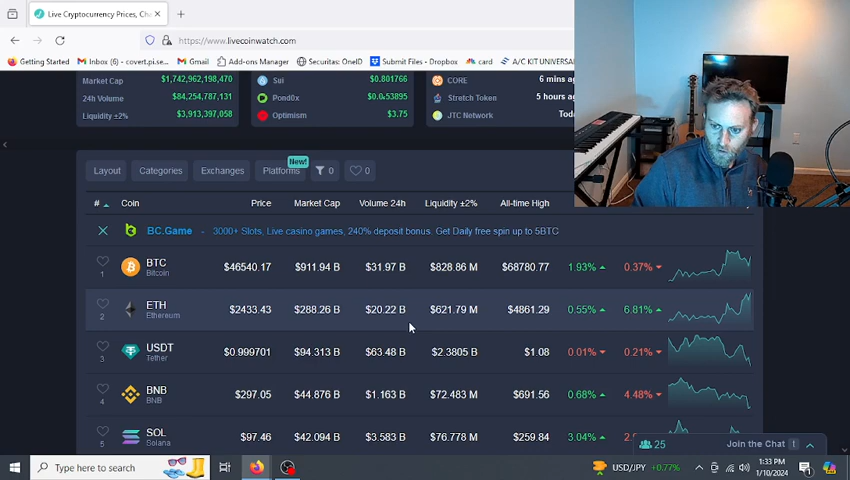 Live Cryptocurrency Prices, Cha
https://www.livecoinwatch.com
Getting Started Inbox (6) - covert.pi.se... Gmail Add-ons Manager Securitas: OneID Submit Files - Dropbox card A/C KIT UNIVERSAL
Market Cap $1,742,962,198,470 Sui $0.801766 CORE 6 mins ag
24h Volume $84,254,787,131 Pond0x Stretch Token 5 hours ag
Liquidity ±2% $3,913,397,058 Optimism $3.75 JTC Network Toda
New!
Layout Categories Exchanges Platforms 0 0
# Coin Price Market Cap Volume 24h Liquidity ±2% All-time High
BC.Game - 3000+ Slots, Live casino games, 240% deposit bonus. Get Daily free spin up to 5BTC
1 BTC $46540.17 $911.94 B $31.97 B $828.86 M $68780.77 1.93% 0.37%
Bitcoin
2 ETH $2433.43 $288.26 B $20.22 B $621.79 M $4861.29 0.55% 6.81%
Ethereum
3 USDT $0.999701 $94.313 B $63.48 B $2.3805 B $1.08 0.01% 0.21%
Tether
4 BNB $297.05 $44.876 B $1.163 B $72.483 M $691.56 0.68% 4.48%
BNB
5 SOL $97.46 $42.094 B $3.583 B $76.778 M $259.84 3.04%
Solana
25 Join the Chat
Type here to search USD/JPY +0.77% 1:33 PM
1/10/2024